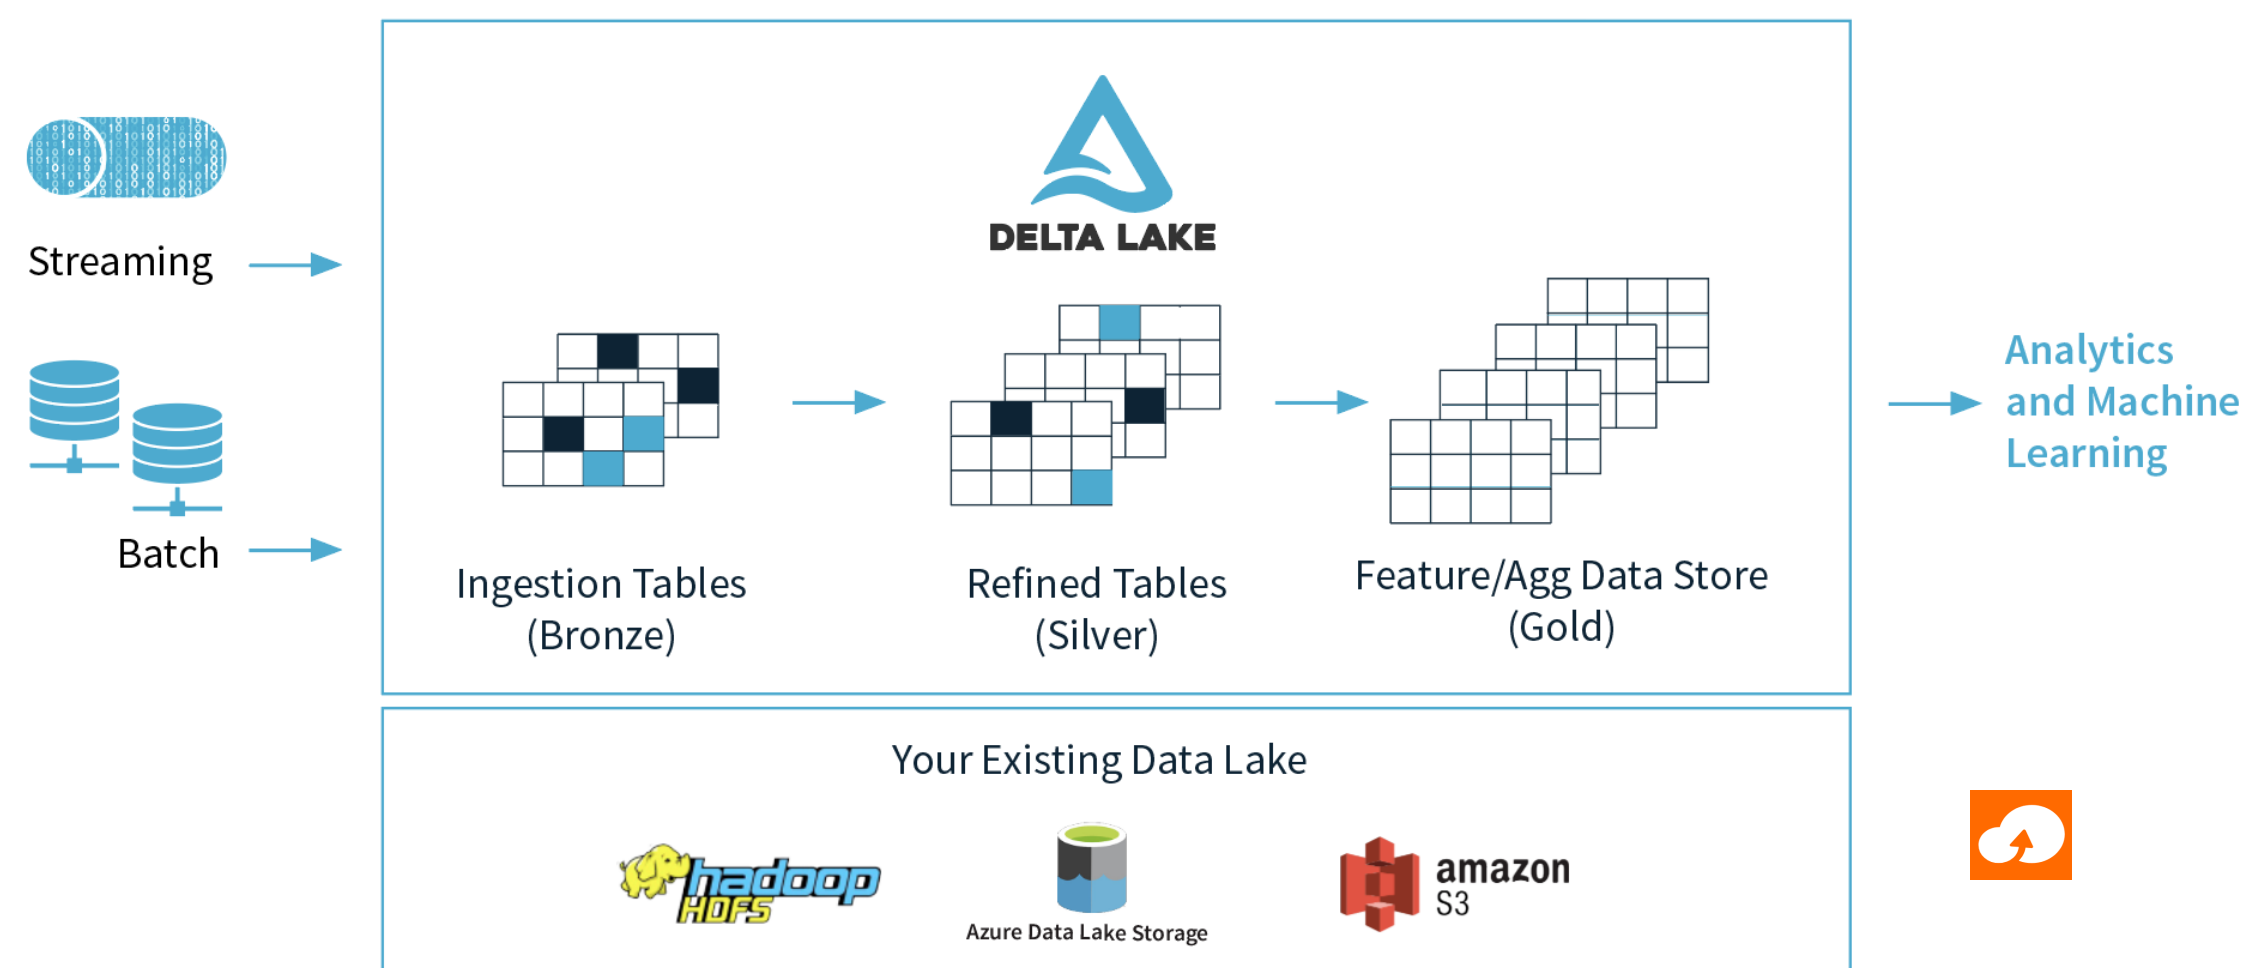 DELTA LAKE
Streaming
Batch
Ingestion Tables
(Bronze)
Refined Tables
(Silver)
Feature/Agg Data Store
(Gold)
Analytics
and Machine
Learning
Your Existing Data Lake
hadoop
HDFS
Azure Data Lake Storage
amazon
S3